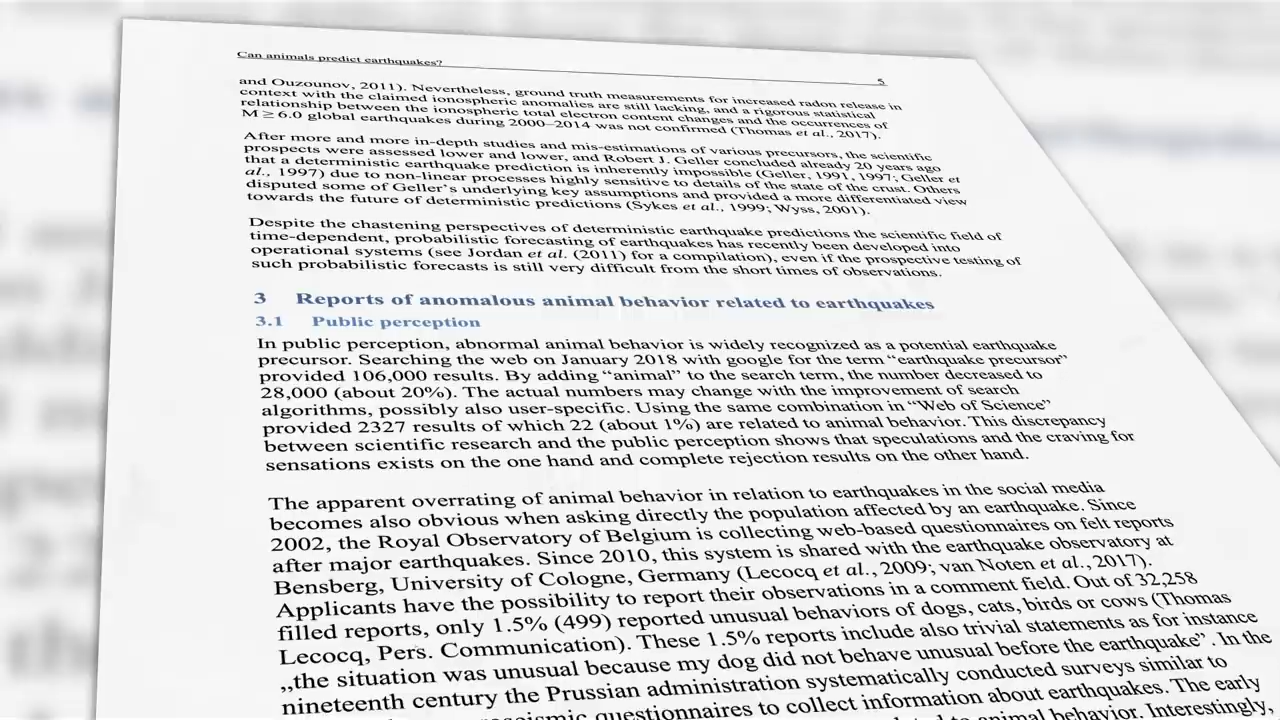 Can animals predict earthquakes? 5
and Ouzounov, 2011). Nevertheless, ground truth measurements for increased radon release in
context with the claimed ionospheric anomalies are still lacking, and a rigorous statistical
relationship between the ionospheric total electron content changes and the occurrences of
M ≥ 6.0 global earthquakes during 2000–2014 was not confirmed (Thomas et al., 2017).
After more and more in-depth studies and mis-estimations of various precursors, the scientific
prospects were assessed lower and lower, and Robert J. Geller concluded already 20 years ago
that a deterministic earthquake prediction is inherently impossible (Geller, 1991, 1997; Geller et
al., 1997) due to non-linear processes highly sensitive to details of the state of the crust. Others
disputed some of Geller's underlying key assumptions and provided a more differentiated view
towards the future of deterministic predictions (Sykes et al., 1999; Wyss, 2001).
Despite the chastening perspectives of deterministic earthquake predictions the scientific field of
time-dependent, probabilistic forecasting of earthquakes has recently been developed into
operational systems (see Jordan et al. (2011) for a compilation), even if the prospective testing of
such probabilistic forecasts is still very difficult from the short times of observations.
3 Reports of anomalous animal behavior related to earthquakes
3.1 Public perception
In public perception, abnormal animal behavior is widely recognized as a potential earthquake
precursor. Searching the web on January 2018 with google for the term “earthquake precursor”
provided 106,000 results. By adding “animal” to the search term, the number decreased to
28,000 (about 20%). The actual numbers may change with the improvement of search
algorithms, possibly also user-specific. Using the same combination in “Web of Science”
provided 2327 results of which 22 (about 1%) are related to animal behavior. This discrepancy
between scientific research and the public perception shows that speculations and the craving for
sensations exists on the one hand and complete rejection results on the other hand.
The apparent overrating of animal behavior in relation to earthquakes in the social media
becomes also obvious when asking directly the population affected by an earthquake. Since
2002, the Royal Observatory of Belgium is collecting web-based questionnaires on felt reports
after major earthquakes. Since 2010, this system is shared with the earthquake observatory at
Bensberg, University of Cologne, Germany (Lecocq et al., 2009; van Noten et al., 2017).
Applicants have the possibility to report their observations in a comment field. Out of 32,258
filled reports, only 1.5% (499) reported unusual behaviors of dogs, cats, birds or cows (Thomas
Lecocq, Pers. Communication). These 1.5% reports include also trivial statements as for instance
„the situation was unusual because my dog did not behave unusual before the earthquake” . In the
nineteenth century the Prussian administration systematically conducted surveys similar to
questionnaires to collect information about earthquakes. The early
to animal behavior. Interestingly,